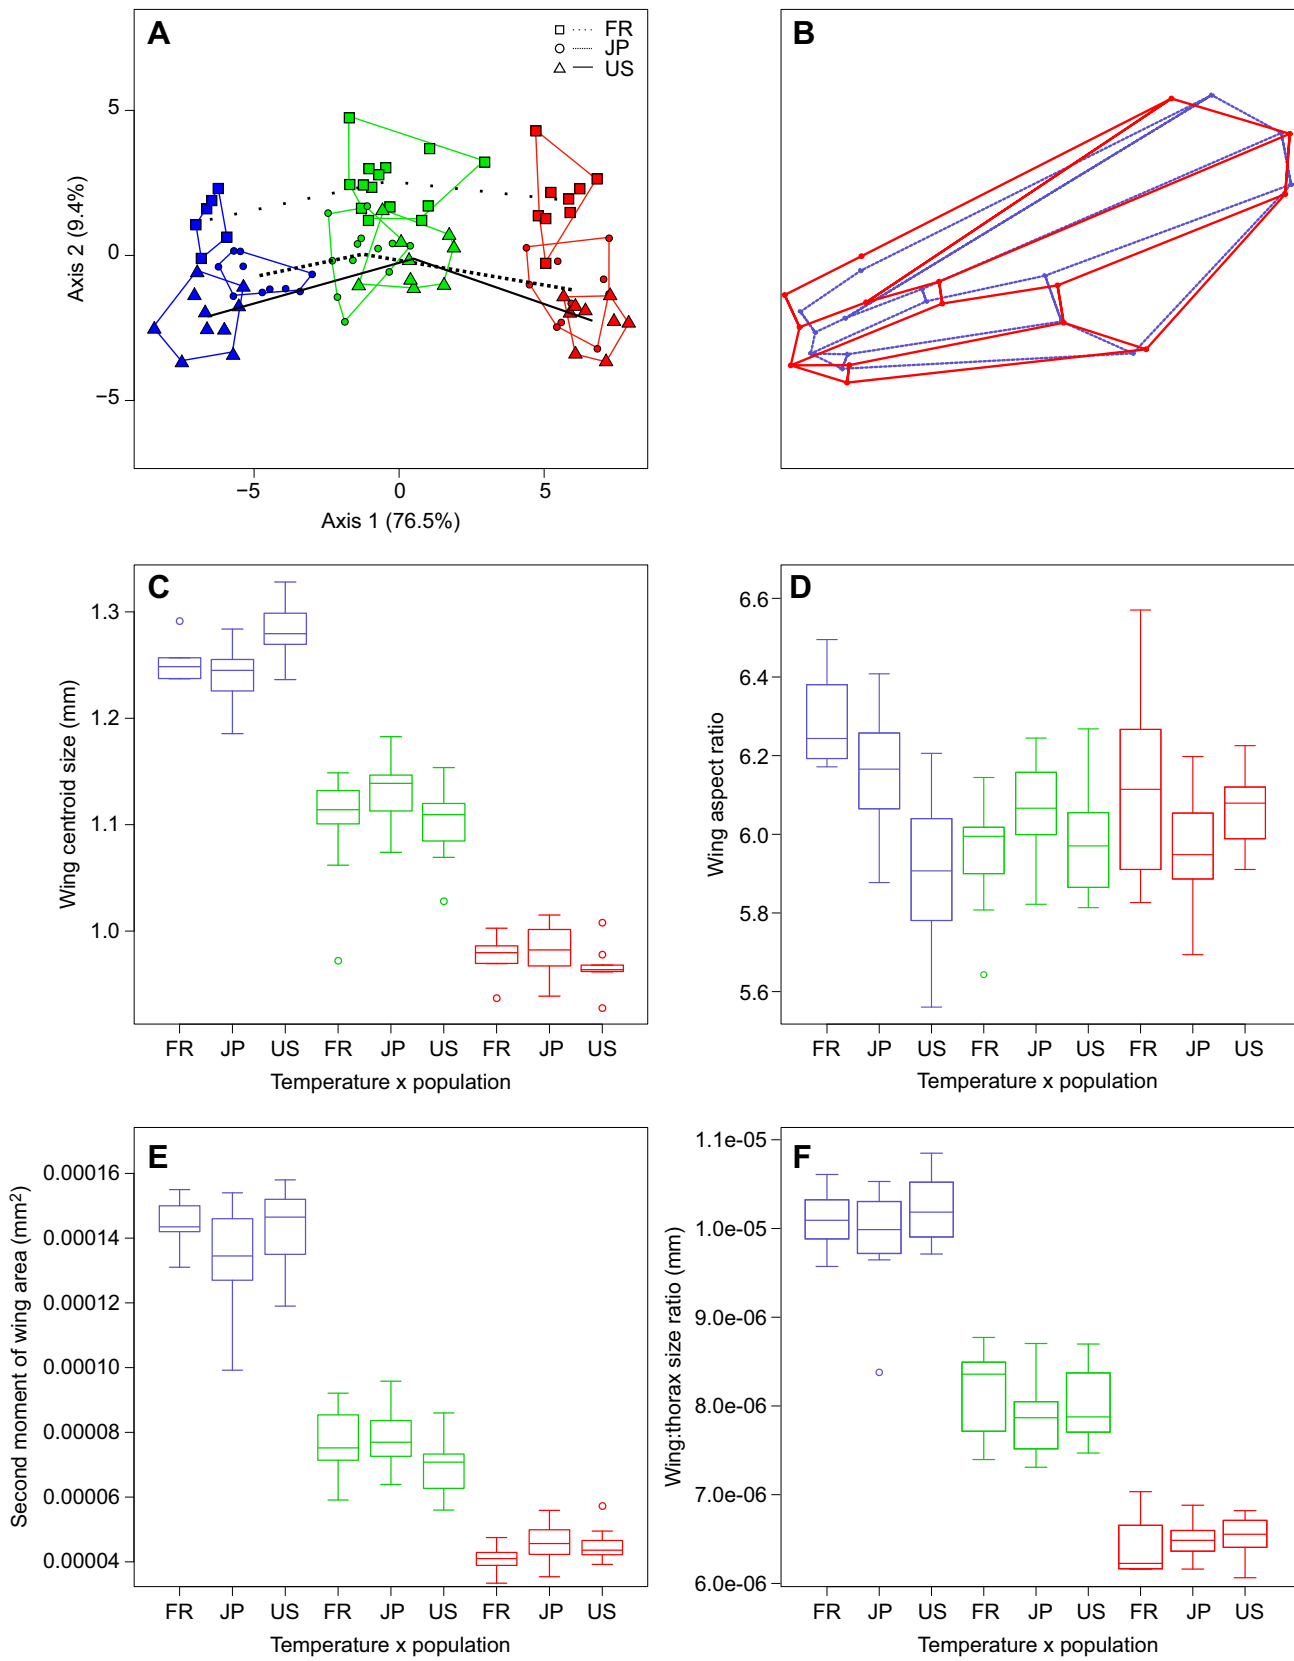 A
FR
JP
US
5
0
−5
Axis 2 (9.4%)
−5 0 5
Axis 1 (76.5%)
B
C
1.3
1.2
1.1
1.0
Wing centroid size (mm)
FR JP US FR JP US FR JP US
Temperature x population
D
6.6
6.4
6.2
6.0
5.8
5.6
Wing aspect ratio
FR JP US FR JP US FR JP US
Temperature x population
E
0.00016
0.00014
0.00012
0.00010
0.00008
0.00006
0.00004
Second moment of wing area (mm²)
FR JP US FR JP US FR JP US
Temperature x population
F
1.1e-05
1.0e-05
9.0e-06
8.0e-06
7.0e-06
6.0e-06
Wing:thorax size ratio (mm)
FR JP US FR JP US FR JP US
Temperature x population